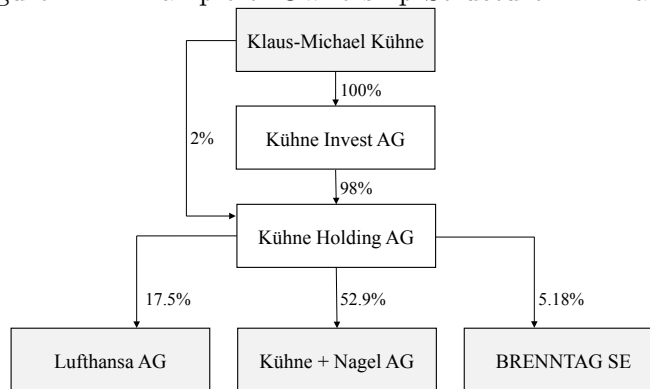 Klaus-Michael Kühne
100%
2%
Kühne Invest AG
98%
Kühne Holding AG
17.5%
52.9%
5.18%
Lufthansa AG
Kühne + Nagel AG
BRENNTAG SE